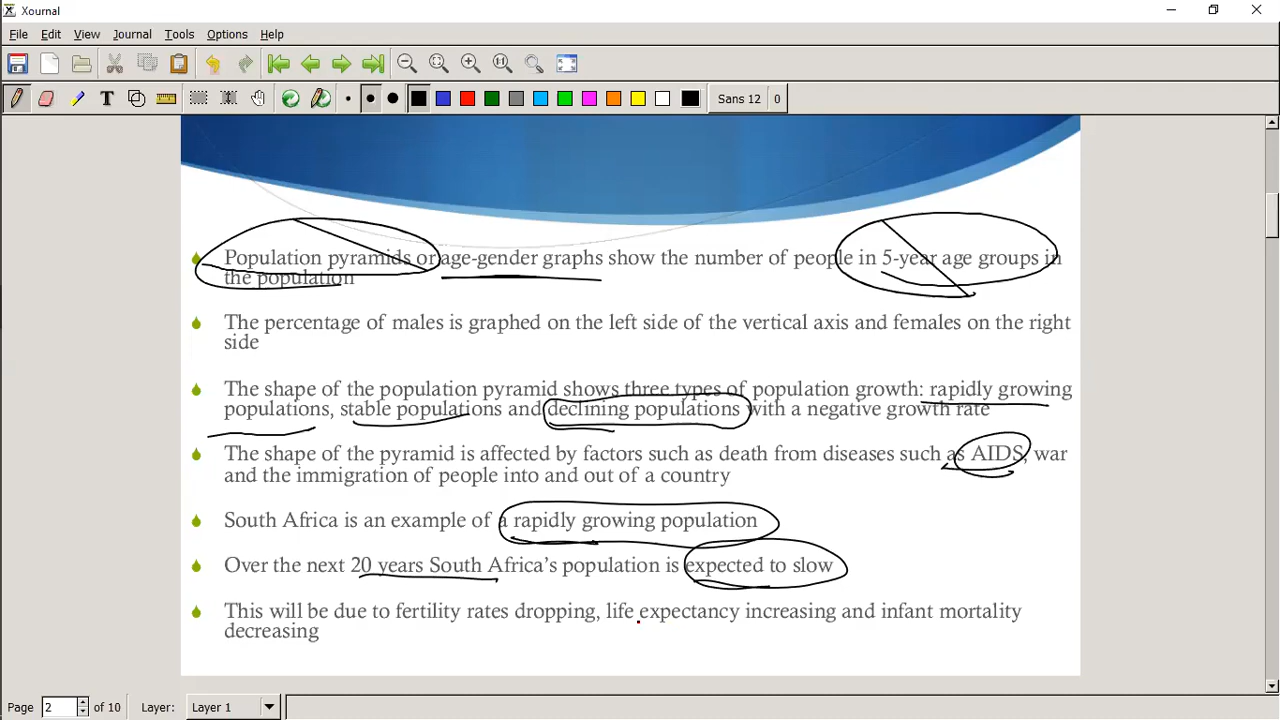 Xournal
File Edit View Journal Tools Options Help
Sans 12 0
Population pyramids or age-gender graphs show the number of people in 5-year age groups in
the population
The percentage of males is graphed on the left side of the vertical axis and females on the right
side
The shape of the population pyramid shows three types of population growth: rapidly growing
populations, stable populations and declining populations with a negative growth rate
The shape of the pyramid is affected by factors such as death from diseases such as AIDS, war
and the immigration of people into and out of a country
South Africa is an example of a rapidly growing population
Over the next 20 years South Africa's population is expected to slow
This will be due to fertility rates dropping, life expectancy increasing and infant mortality
decreasing
Page 2 of 10 Layer: Layer 1